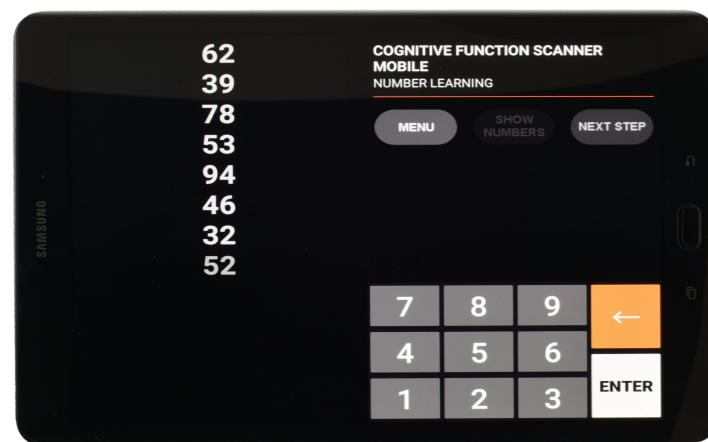 62
39
78
53
94
46
32
52
COGNITIVE FUNCTION SCANNER
MOBILE
NUMBER LEARNING
MENU
SHOW
NUMBERS
NEXT STEP
7 8 9 ←
4 5 6
ENTER
1 2 3
SAMSUNG